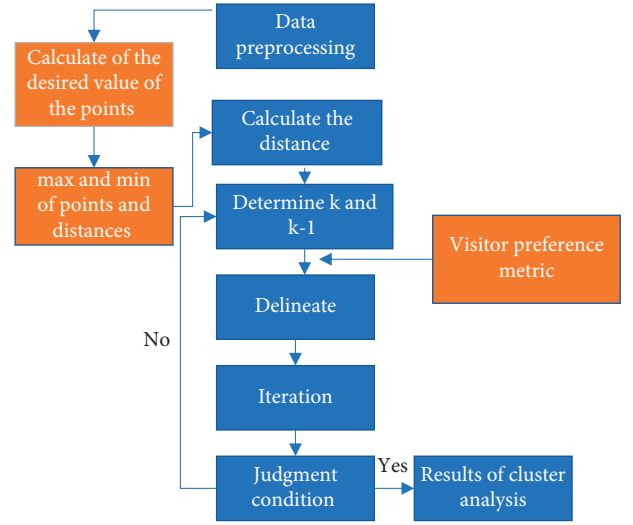 Data
preprocessing
Calculate of the
desired value of
the points
Calculate the
distance
max and min
of points and
distances
Determine k and
k-1
Visitor preference
metric
Delineate
No
Iteration
Judgment
condition
Yes
Results of cluster
analysis